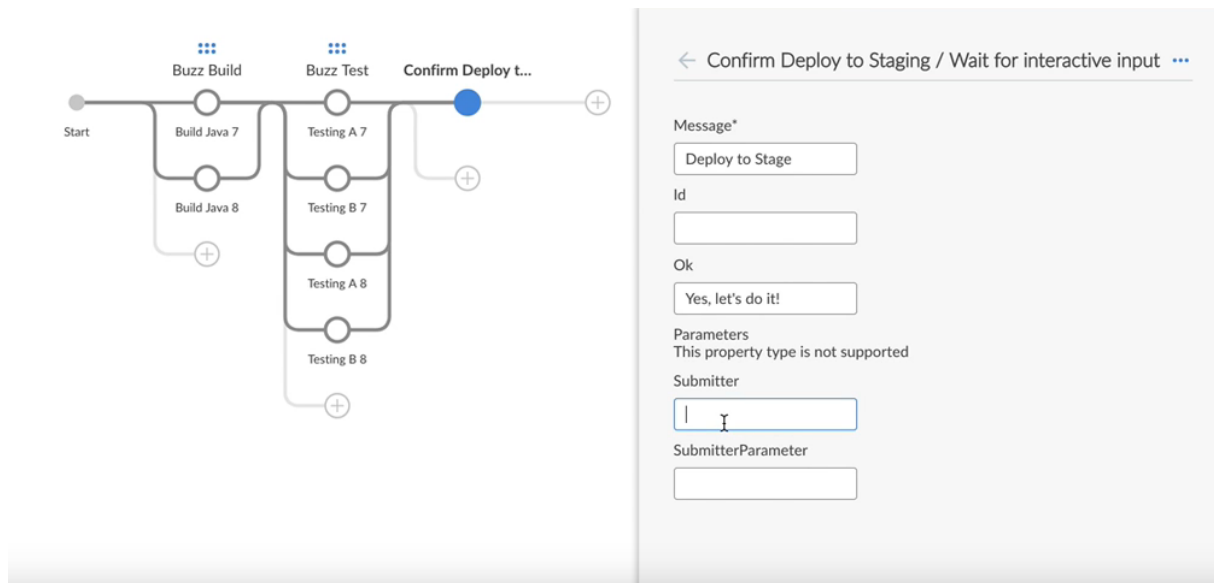 Buzz Build
Buzz Test
Confirm Deploy t...
Start
Build Java 7
Testing A 7
Build Java 8
Testing B 7
Testing A 8
Testing B 8
Confirm Deploy to Staging / Wait for interactive input
Message*
Deploy to Stage
Id
Ok
Yes, let's do it!
Parameters
This property type is not supported
Submitter
SubmitterParameter